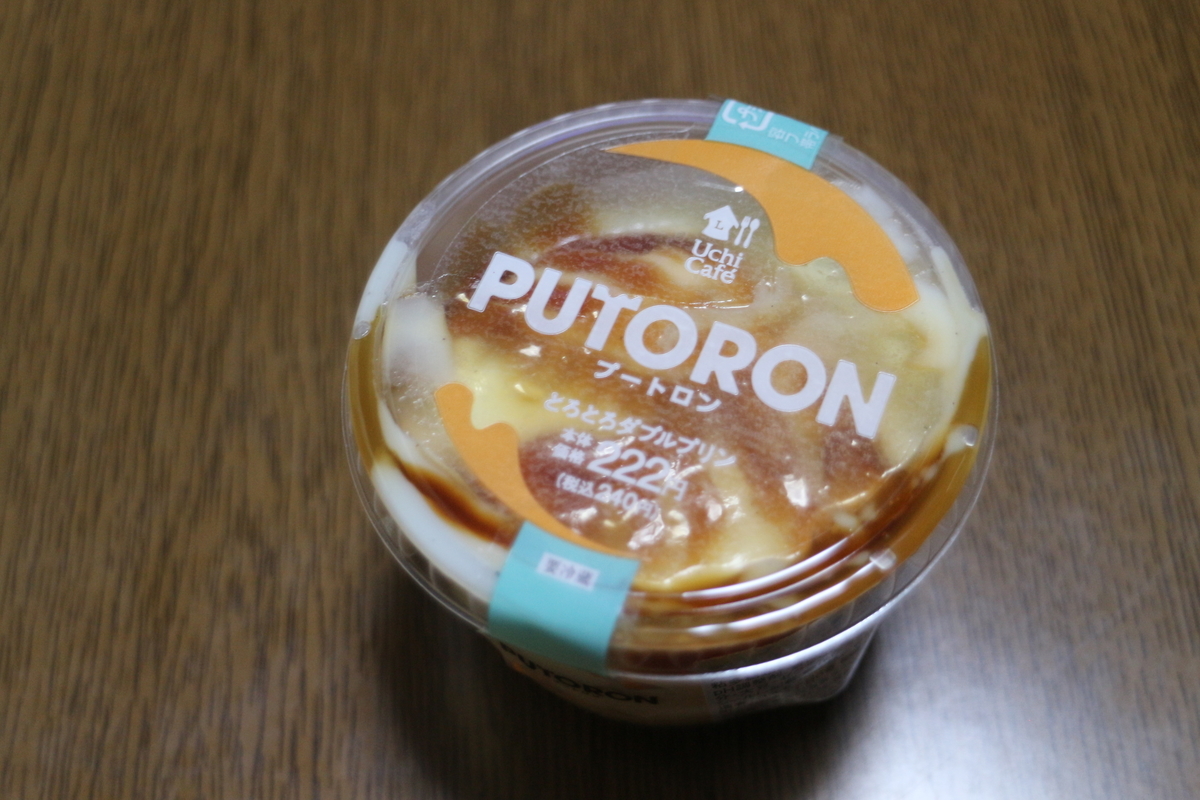 Uchi
Café
PUTORON
プートロン
とろとろダブルプリン
本体
価格 222円
(税込240円)
要冷蔵
PUTORON